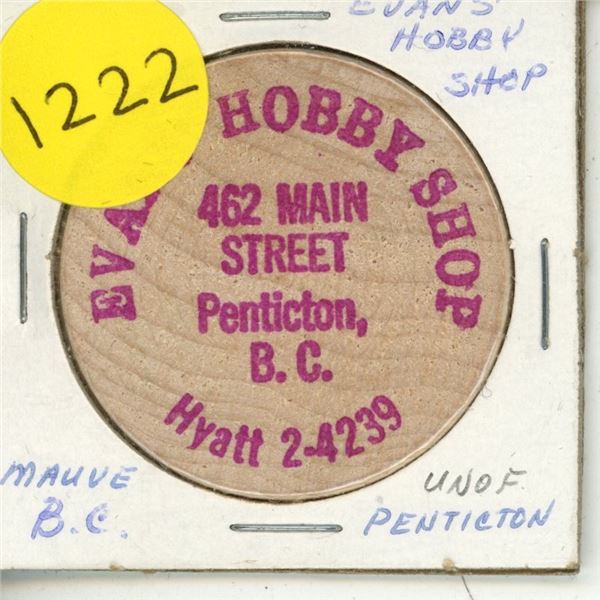 EVANS
HOBBY
SHOP
1222
HOBBY SHOP
462 MAIN
STREET
Penticton,
B. C.
Hyatt 2-4239
MAUVE
B.C.
UNOF
PENTICTON